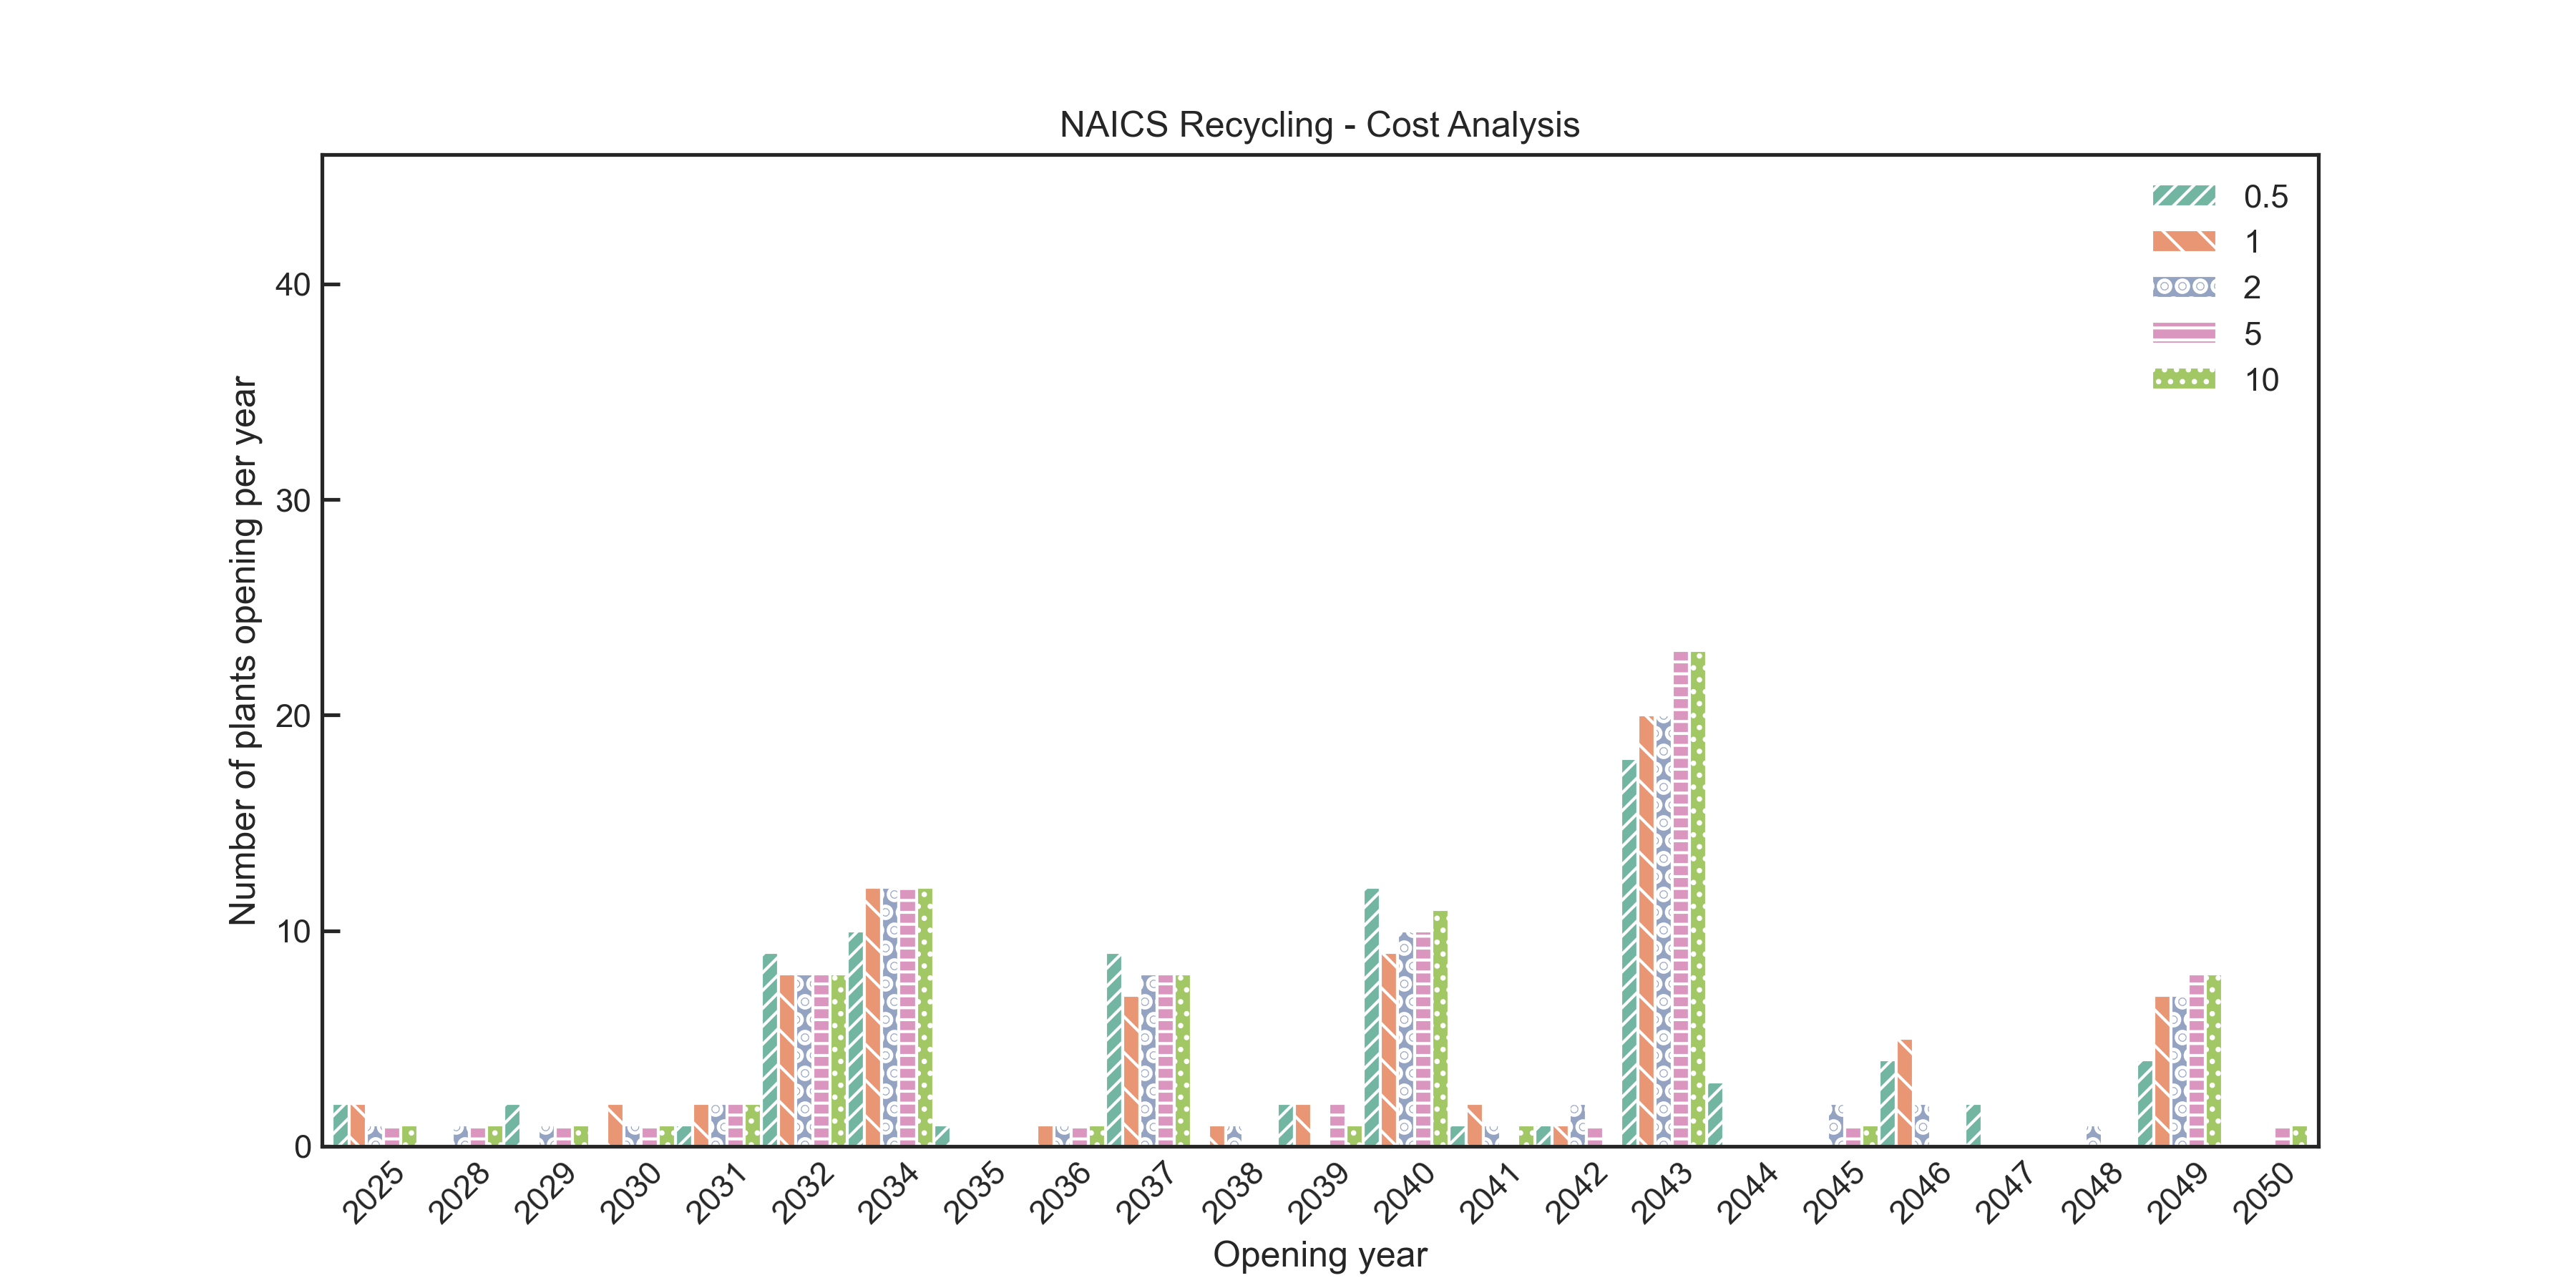 NAICS Recycling - Cost Analysis
0.5
1
2
5
10
Number of plants opening per year
40
30
20
10
0
2025 2028 2029 2030 2031 2032 2034 2035 2036 2037 2038 2039 2040 2041 2042 2043 2044 2045 2046 2047 2048 2049 2050
Opening year